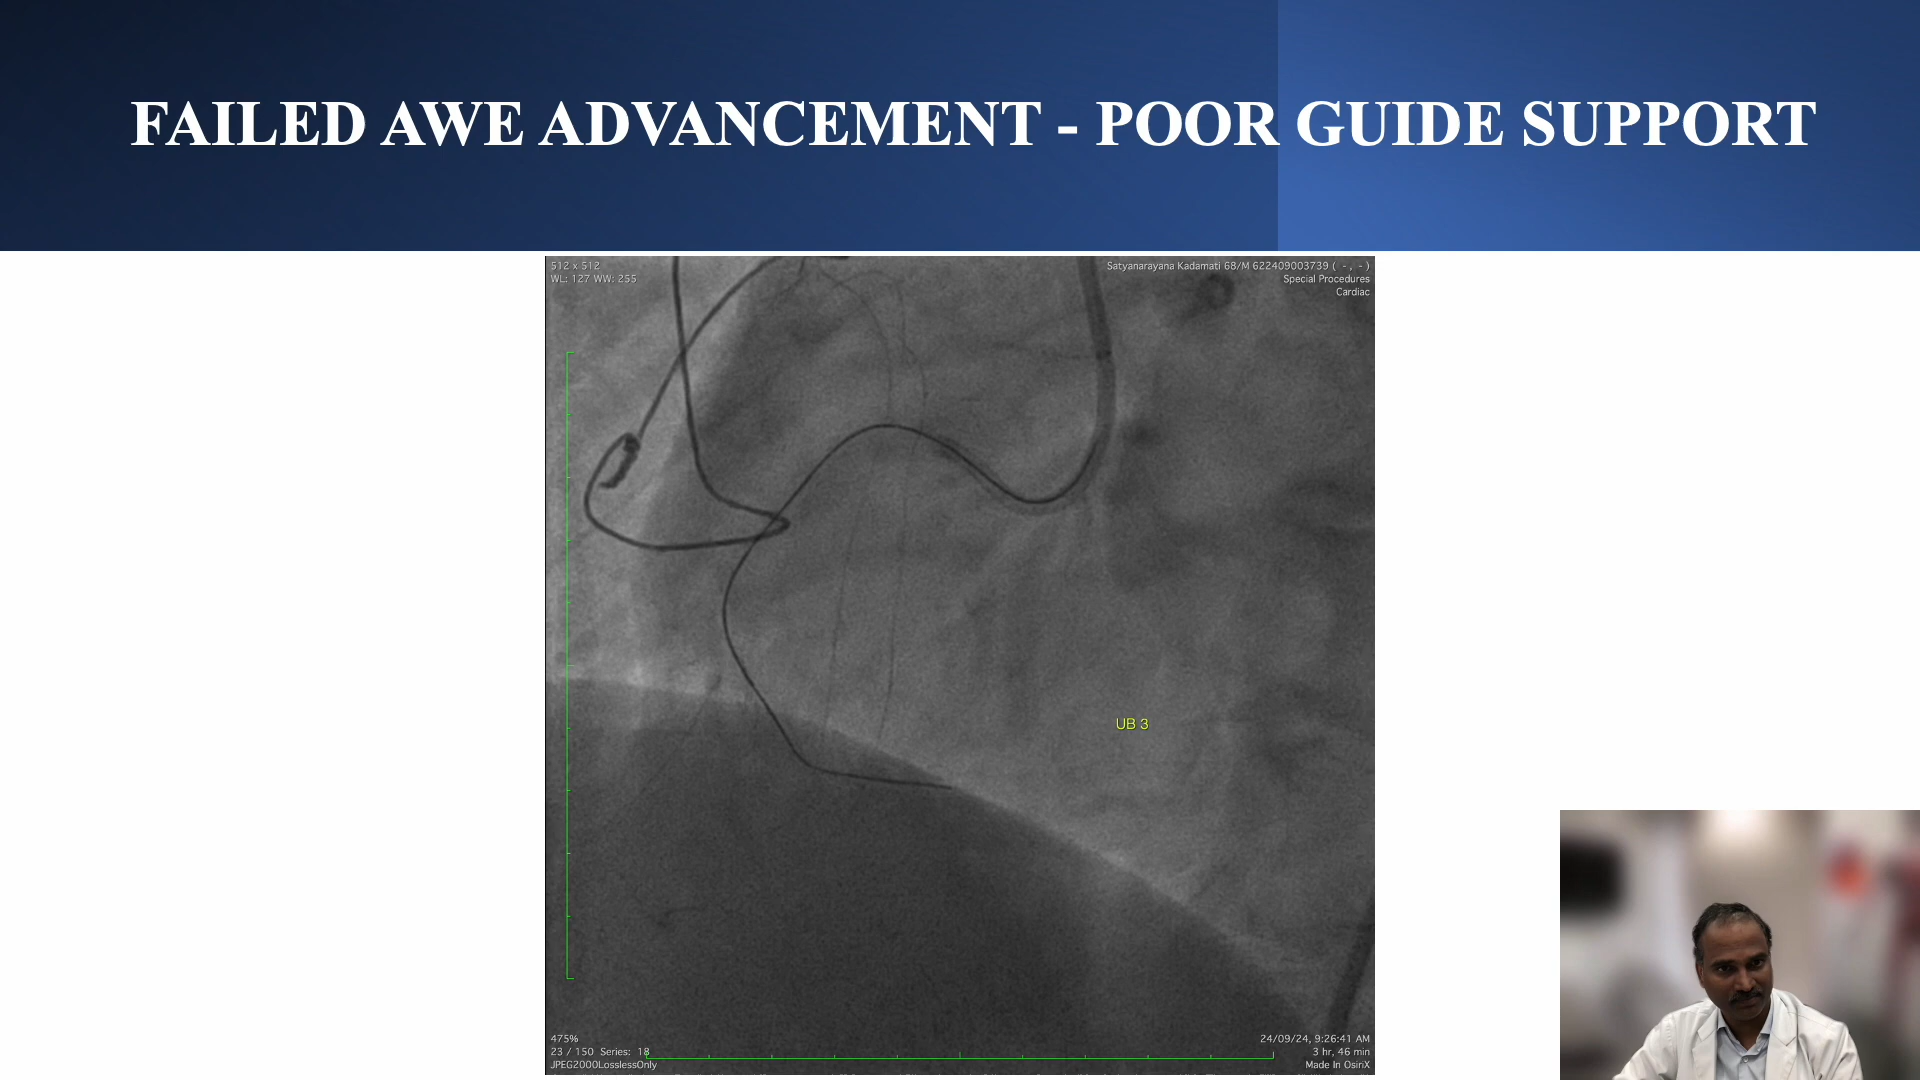 FAILED AWE ADVANCEMENT - POOR GUIDE SUPPORT
512 x 512
WL: 127 WW: 255
Satyanarayana Kadamati 68/M 622409003739 ( - , - )
Special Procedures
Cardiac
UB 3
475%
23 / 150 Series: 18
JPEG2000LosslessOnly
24/09/24, 9:26:41 AM
3 hr, 46 min
Made In OsiriX